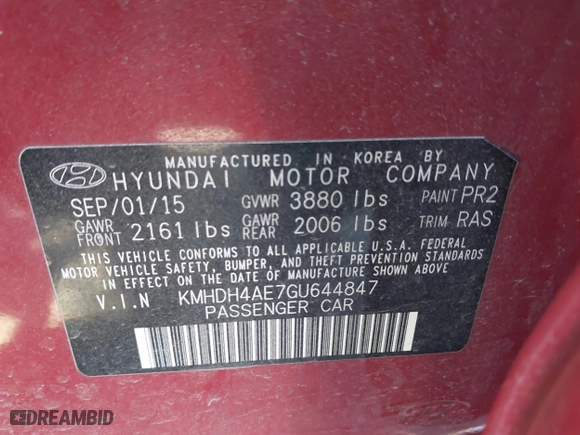 MANUFACTURED IN KOREA BY
HYUNDAI MOTOR COMPANY
SEP/01/15 GVWR 3880 lbs PAINT PR2
GAWR FRONT 2161 lbs GAWR REAR 2006 lbs TRIM RAS
THIS VEHICLE CONFORMS TO ALL APPLICABLE U.S.A. FEDERAL
MOTOR VEHICLE SAFETY, BUMPER, AND THEFT PREVENTION STANDARDS
IN EFFECT ON THE DATE OF MANUFACTURE SHOWN ABOVE.
V.I.N KMHDH4AE7GU644847
PASSENGER CAR
DREAMBID